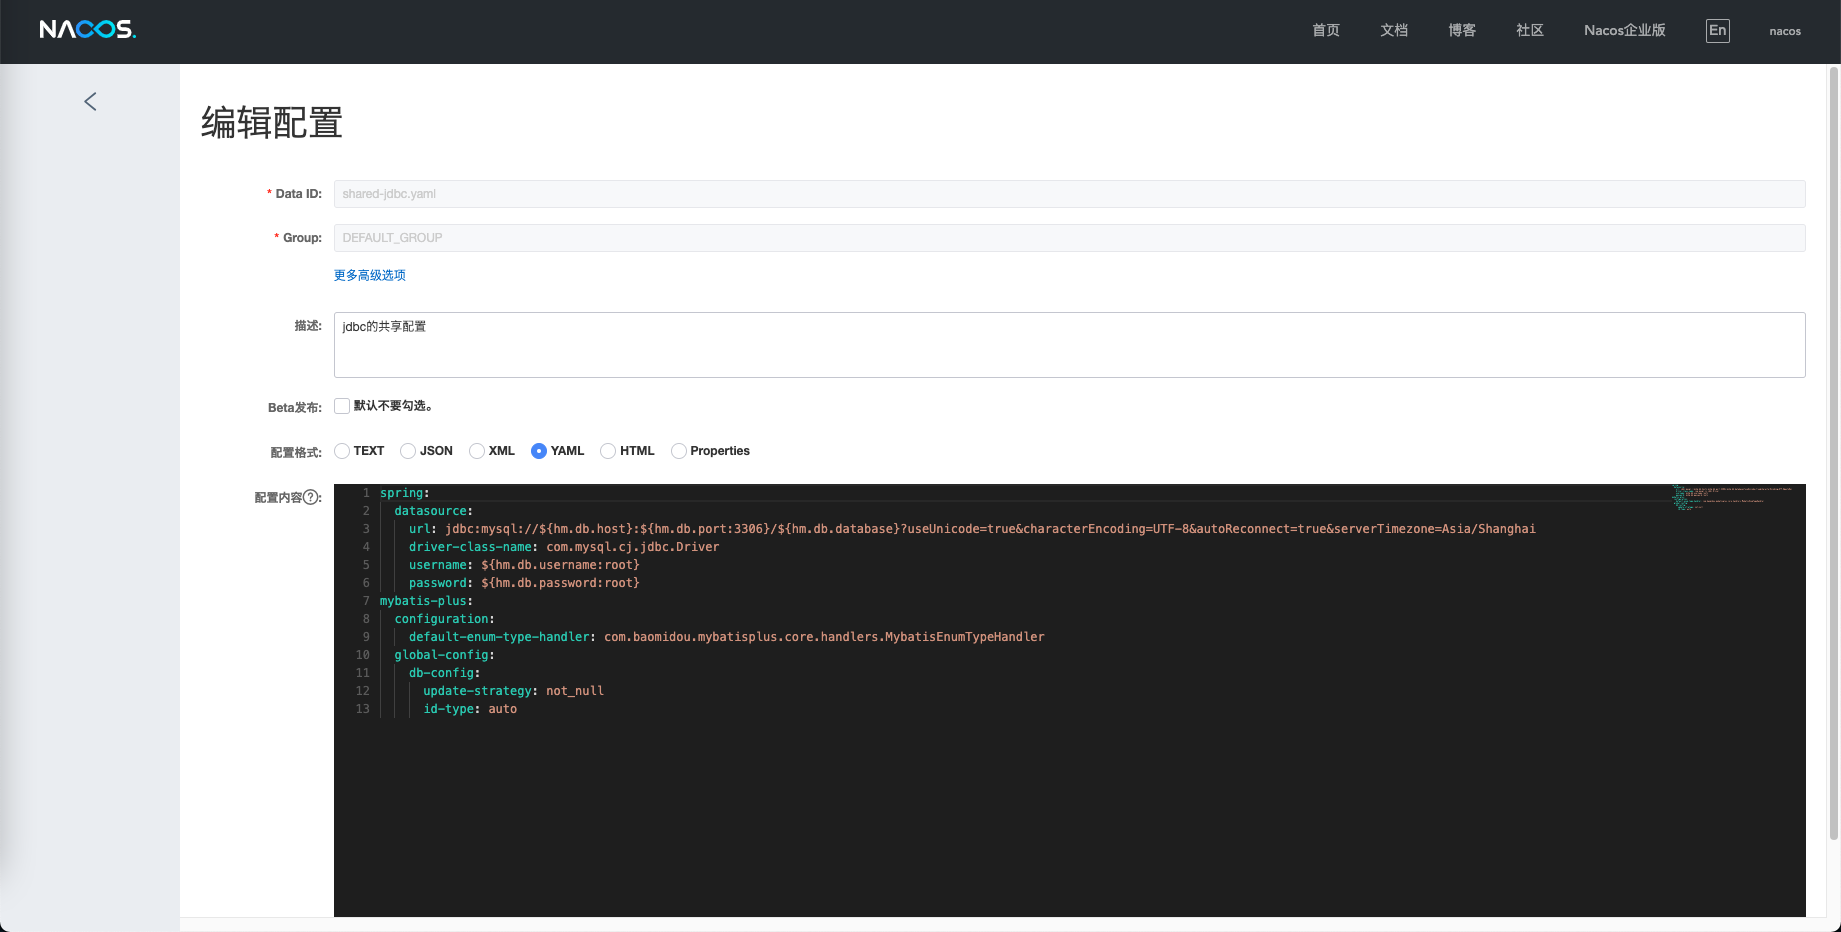 NACOS.
首页 文档 博客 社区 Nacos企业版 En nacos
编辑配置
* Data ID: shared-jdbc.yaml
* Group: DEFAULT_GROUP
更多高级选项
描述: jdbc的共享配置
Beta发布: 默认不要勾选。
配置格式: TEXT JSON XML YAML HTML Properties
配置内容?:
1 spring:
2   datasource:
3     url: jdbc:mysql://${hm.db.host}:${hm.db.port:3306}/${hm.db.database}?useUnicode=true&characterEncoding=UTF-8&autoReconnect=true&serverTimezone=Asia/Shanghai
4     driver-class-name: com.mysql.cj.jdbc.Driver
5     username: ${hm.db.username:root}
6     password: ${hm.db.password:root}
7 mybatis-plus:
8   configuration:
9     default-enum-type-handler: com.baomidou.mybatisplus.core.handlers.MybatisEnumTypeHandler
10   global-config:
11     db-config:
12       update-strategy: not_null
13       id-type: auto